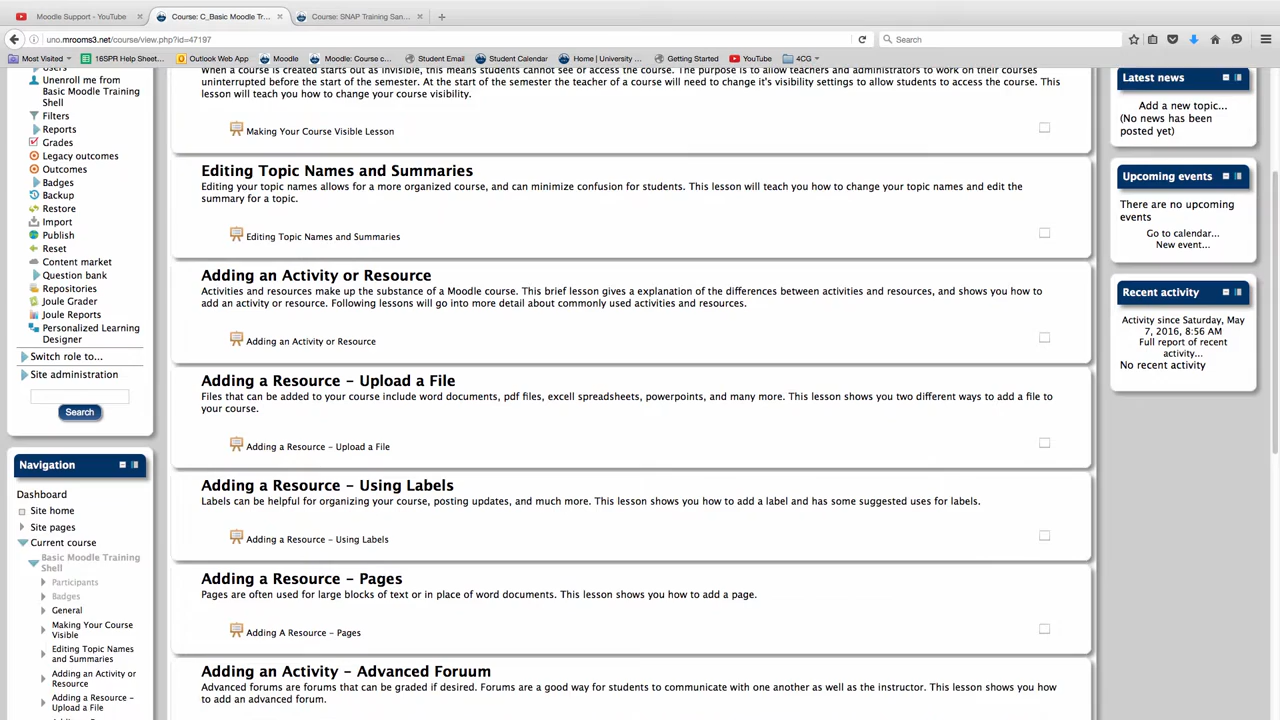 Moodle Support - YouTube
Course: C_Basic Moodle Tr...
Course: SNAP Training San...
uno.mrooms3.net/course/view.php?id=47197
Search
Most Visited
16SPR Help Sheet...
Outlook Web App
Moodle
Moodle: Course c...
Student Email
Student Calendar
Home | University ...
Getting Started
YouTube
4CG
Users
Unenroll me from
Basic Moodle Training
Shell
Filters
Reports
Grades
Legacy outcomes
Outcomes
Badges
Backup
Restore
Import
Publish
Reset
Content market
Question bank
Repositories
Joule Grader
Joule Reports
Personalized Learning
Designer
Switch role to...
Site administration
Search
Navigation
Dashboard
Site home
Site pages
Current course
Basic Moodle Training
Shell
Participants
Badges
General
Making Your Course
Visible
Editing Topic Names
and Summaries
Adding an Activity or
Resource
Adding a Resource -
Upload a File
When a course is created starts out as invisible, this means students cannot see or access the course. The purpose is to allow teachers and administrators to work on their courses
uninterrupted before the start of the semester. At the start of the semester the teacher of a course will need to change it's visibility settings to allow students to access the course. This
lesson will teach you how to change your course visibility.
Making Your Course Visible Lesson
Editing Topic Names and Summaries
Editing your topic names allows for a more organized course, and can minimize confusion for students. This lesson will teach you how to change your topic names and edit the
summary for a topic.
Editing Topic Names and Summaries
Adding an Activity or Resource
Activities and resources make up the substance of a Moodle course. This brief lesson gives a explanation of the differences between activities and resources, and shows you how to
add an activity or resource. Following lessons will go into more detail about commonly used activities and resources.
Adding an Activity or Resource
Adding a Resource - Upload a File
Files that can be added to your course include word documents, pdf files, excell spreadsheets, powerpoints, and many more. This lesson shows you two different ways to add a file to
your course.
Adding a Resource - Upload a File
Adding a Resource - Using Labels
Labels can be helpful for organizing your course, posting updates, and much more. This lesson shows you how to add a label and has some suggested uses for labels.
Adding a Resource - Using Labels
Adding a Resource - Pages
Pages are often used for large blocks of text or in place of word documents. This lesson shows you how to add a page.
Adding A Resource - Pages
Adding an Activity - Advanced Foruum
Advanced forums are forums that can be graded if desired. Forums are a good way for students to communicate with one another as well as the instructor. This lesson shows you how
to add an advanced forum.
Latest news
Add a new topic...
(No news has been
posted yet)
Upcoming events
There are no upcoming
events
Go to calendar...
New event...
Recent activity
Activity since Saturday, May
7, 2016, 8:56 AM
Full report of recent
activity...
No recent activity